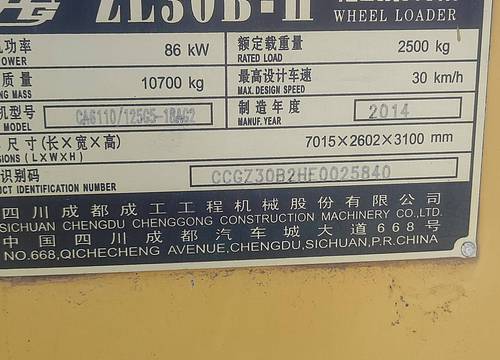 ZL30B-II
WHEEL LOADER
机功率 86 kW 额定载重量 2500 kg
POWER RATED LOAD
质量 10700 kg 最高设计车速 30 km/h
ING MASS MAX. DESIGN SPEED
机型号 CA6110/125G5-18AG2 制造年度 2014
MODEL MANUF. YEAR
尺寸(长×宽×高) 7015×2602×3100 mm
SIONS (L×W×H)
识别码 CCGZ30B2HE0025840
UCT IDENTIFICATION NUMBER
四川成都成工工程机械股份有限公司
SICHUAN CHENGDU CHENGGONG CONSTRUCTION MACHINERY CO.,LTD.
中国四川成都汽车城大道668号
NO.668,QICHECHENG AVENUE,CHENGDU,SICHUAN,P.R.CHINA